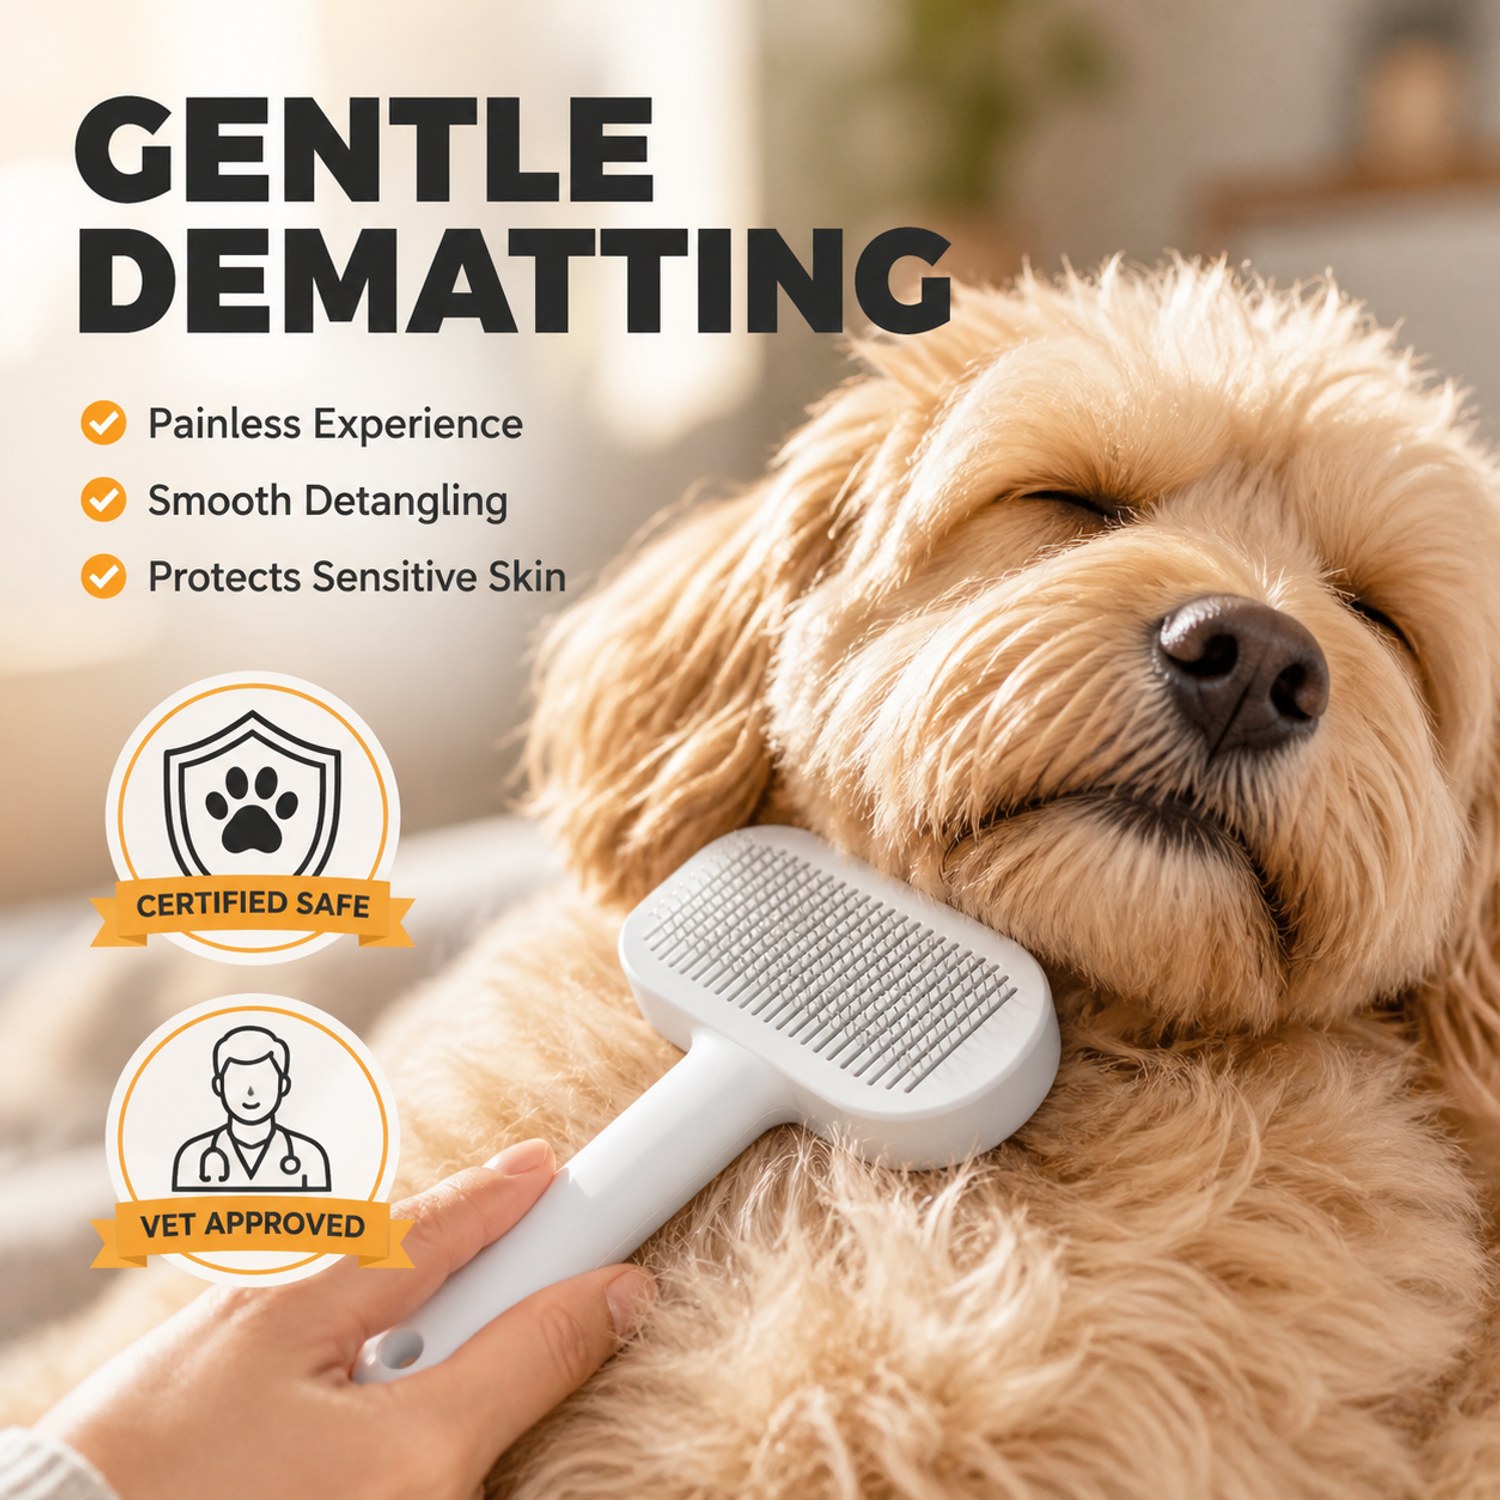 GENTLE
DEMATTING
Painless Experience
Smooth Detangling
Protects Sensitive Skin
CERTIFIED SAFE
VET APPROVED